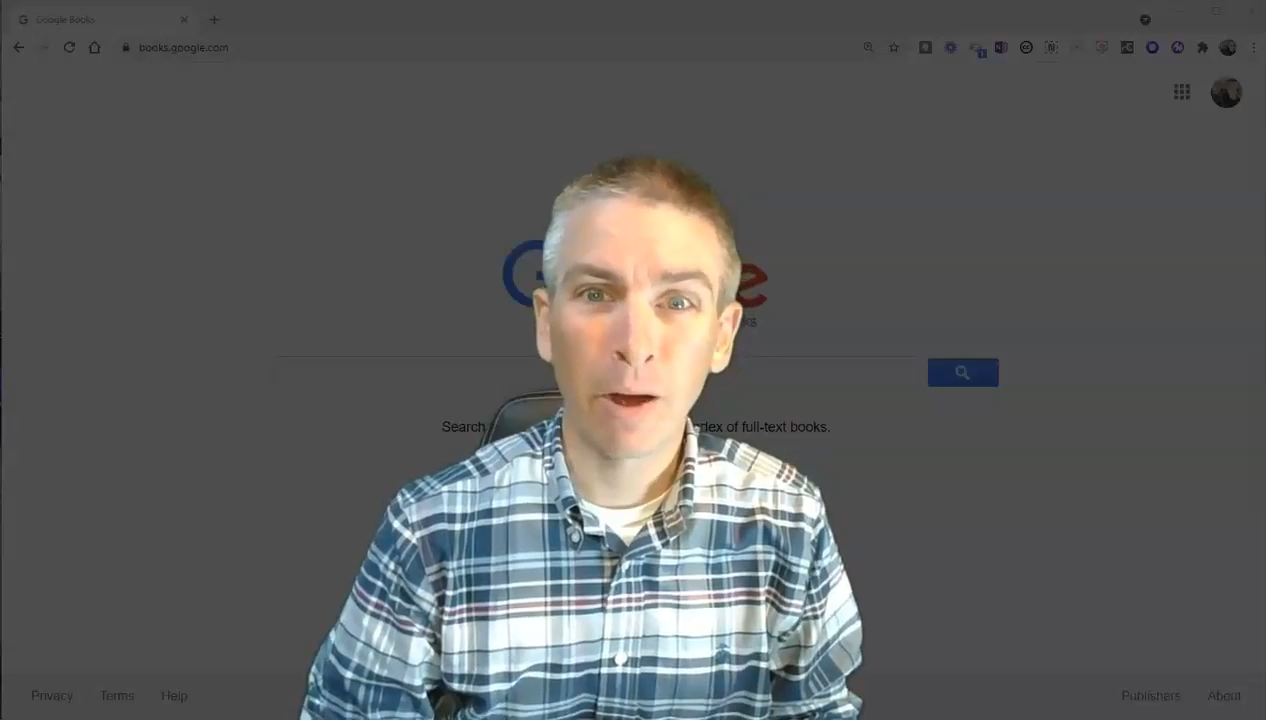 Google Books
books.google.com
G e
Search dex of full-text books.
Privacy Terms Help Publishers About